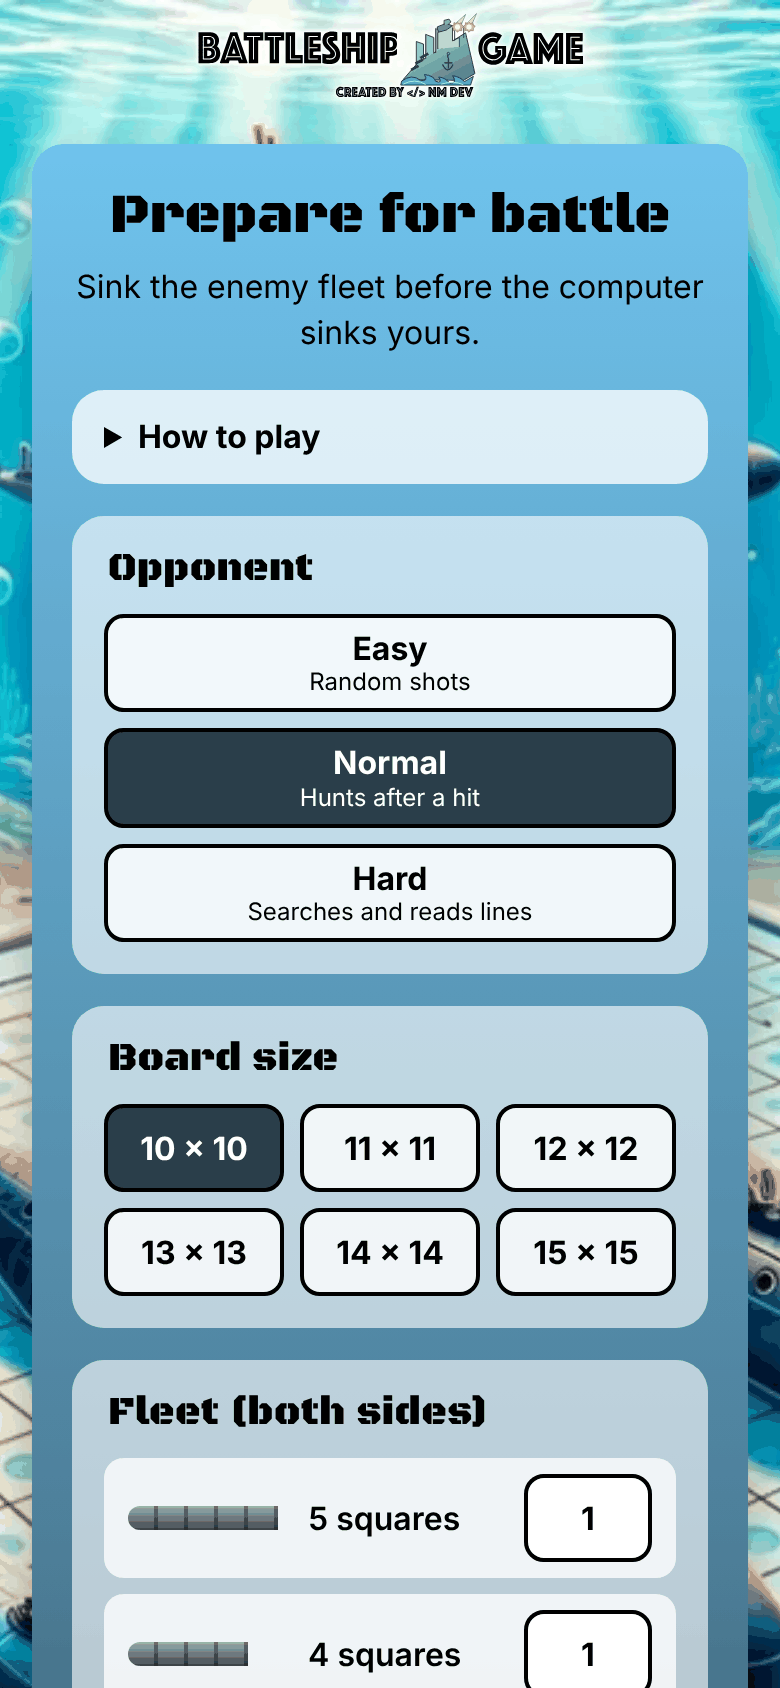 BATTLESHIP GAME
CREATED BY </> NM DEV
Prepare for battle
Sink the enemy fleet before the computer
sinks yours.
How to play
Opponent
Easy
Random shots
Normal
Hunts after a hit
Hard
Searches and reads lines
Board size
10 × 10
11 × 11
12 × 12
13 × 13
14 × 14
15 × 15
Fleet (both sides)
5 squares
1
4 squares
1